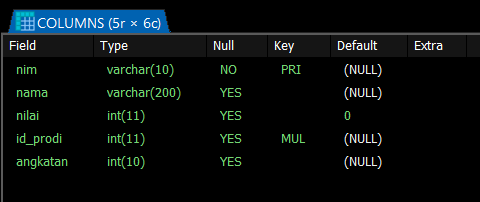 COLUMNS (5r × 6c)
Field Type Null Key Default Extra
nim varchar(10) NO PRI (NULL)
nama varchar(200) YES (NULL)
nilai int(11) YES 0
id_prodi int(11) YES MUL (NULL)
angkatan int(10) YES (NULL)